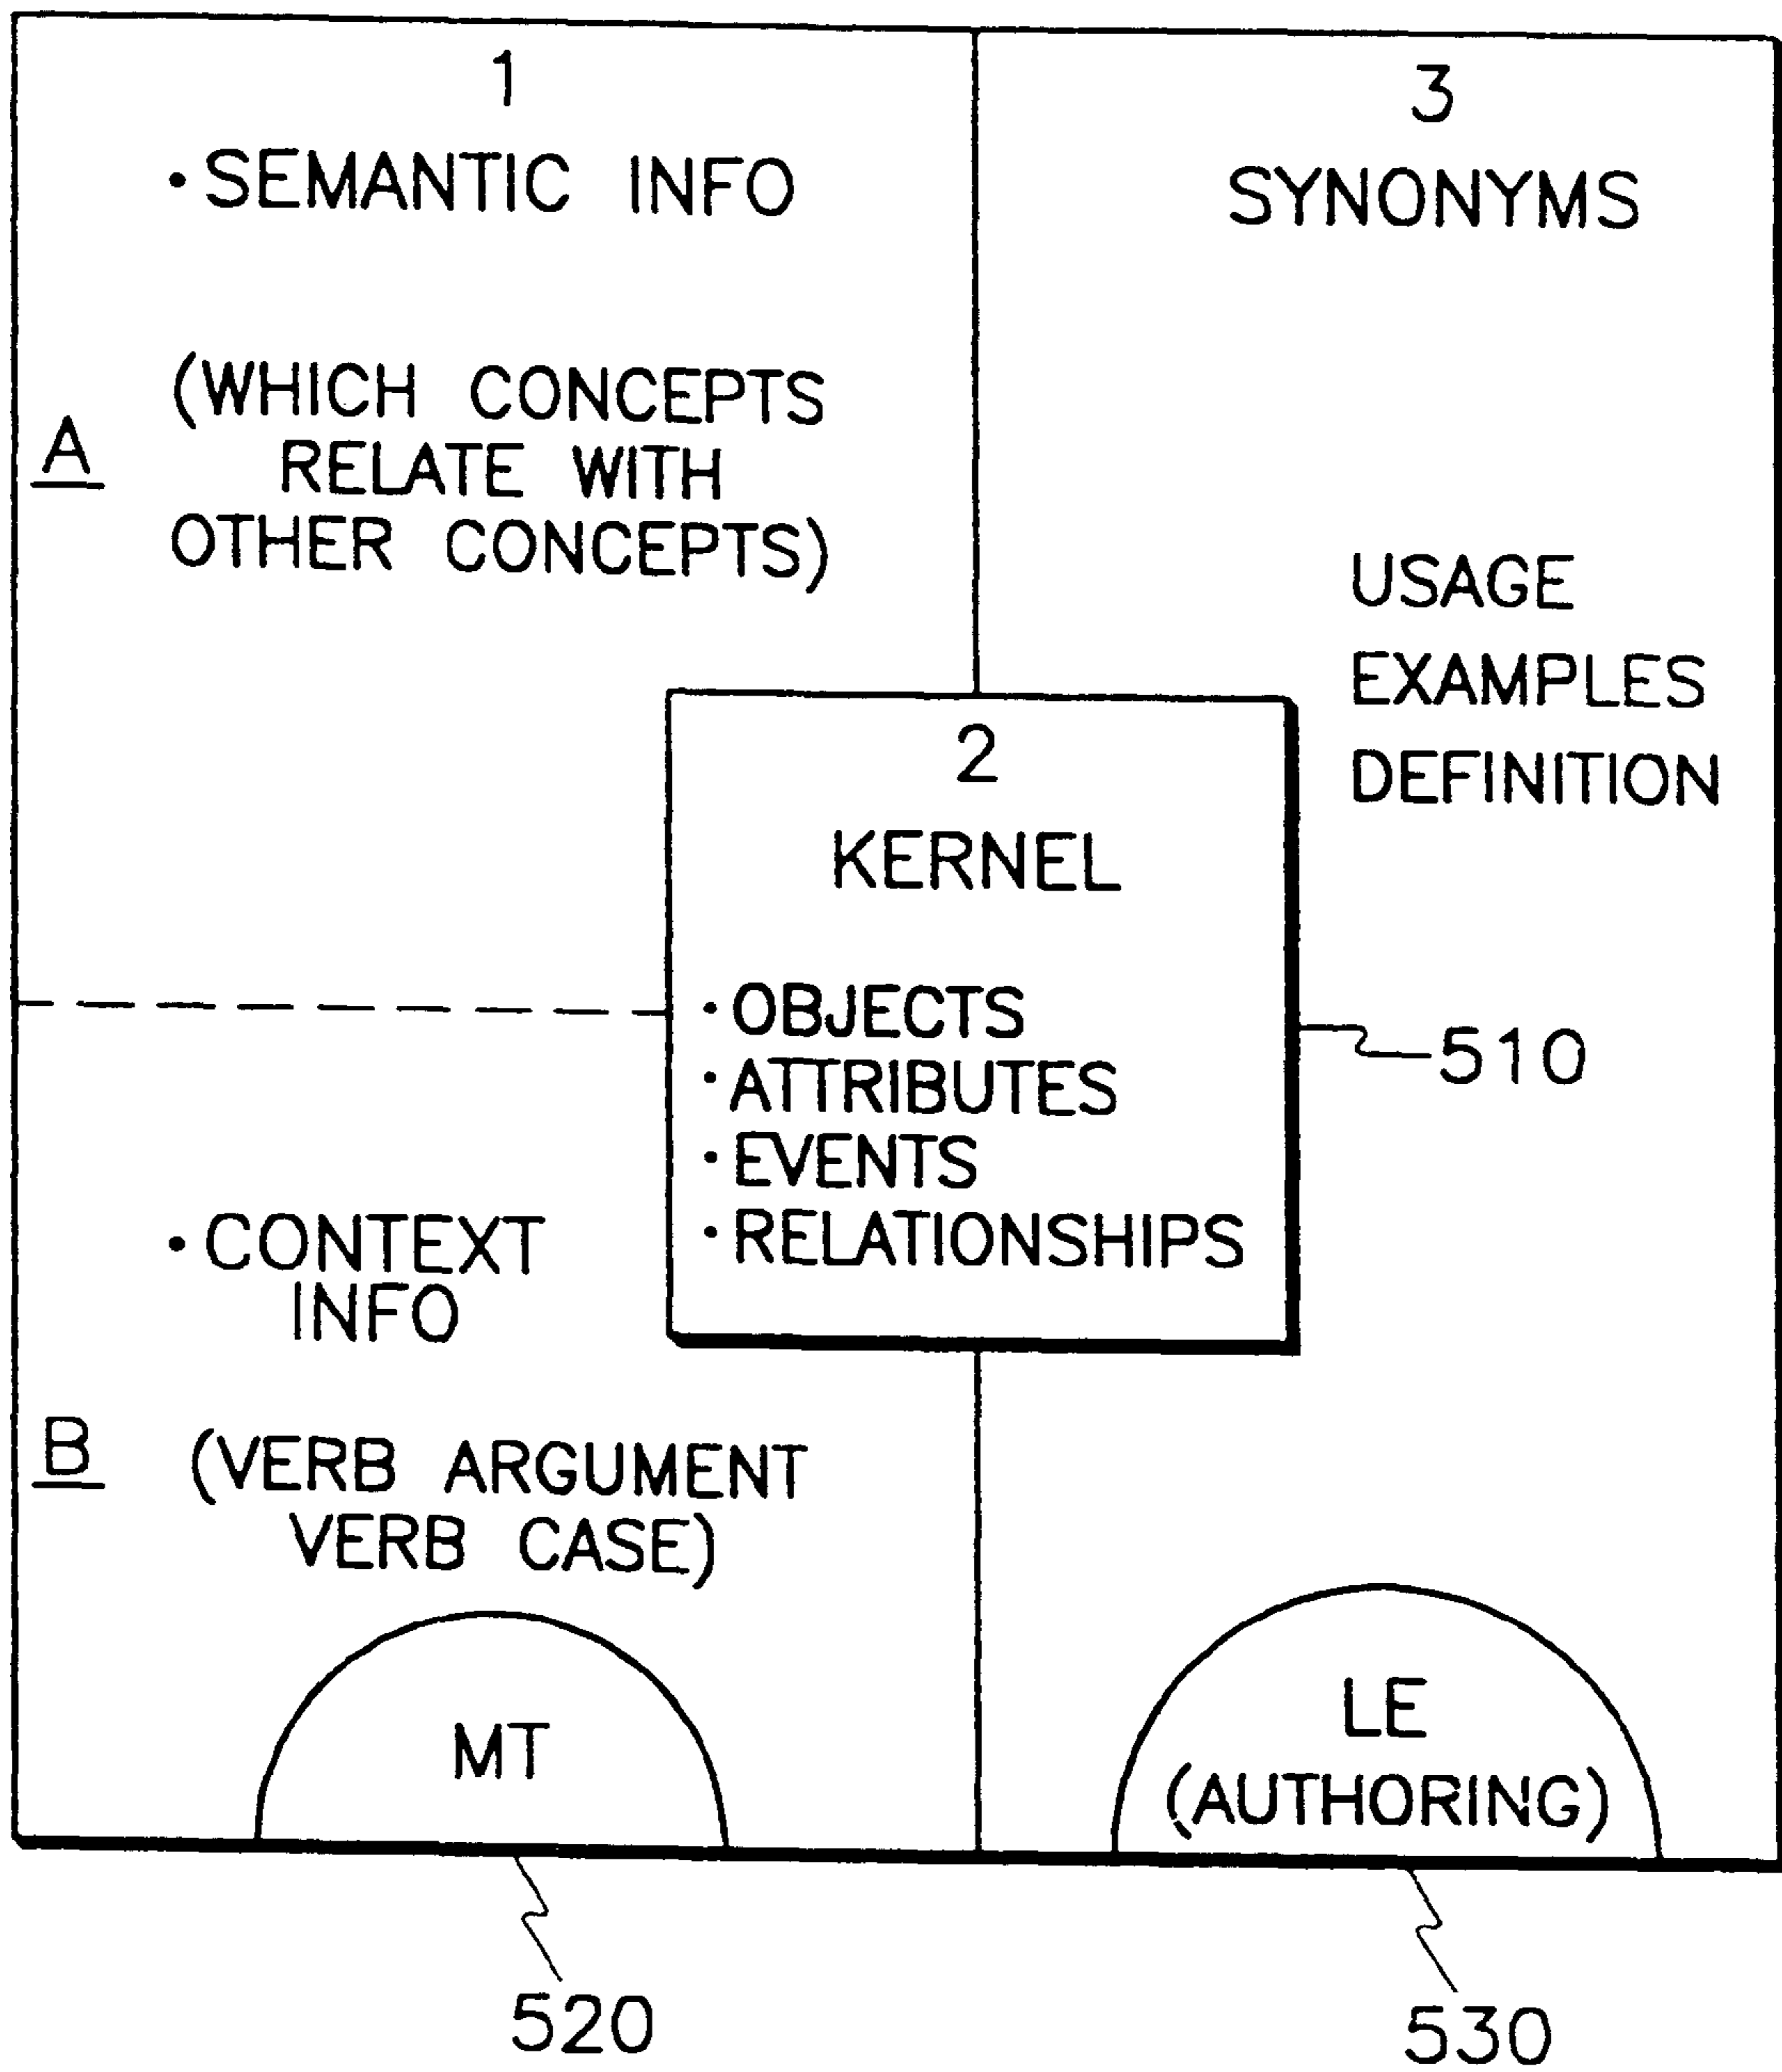 1
• SEMANTIC INFO
(WHICH CONCEPTS
RELATE WITH
OTHER CONCEPTS)
A
• CONTEXT
INFO
B
(VERB ARGUMENT
VERB CASE)
MT
520
2
KERNEL
• OBJECTS
• ATTRIBUTES
• EVENTS
• RELATIONSHIPS
510
3
SYNONYMS
USAGE
EXAMPLES
DEFINITION
LE
(AUTHORING)
530